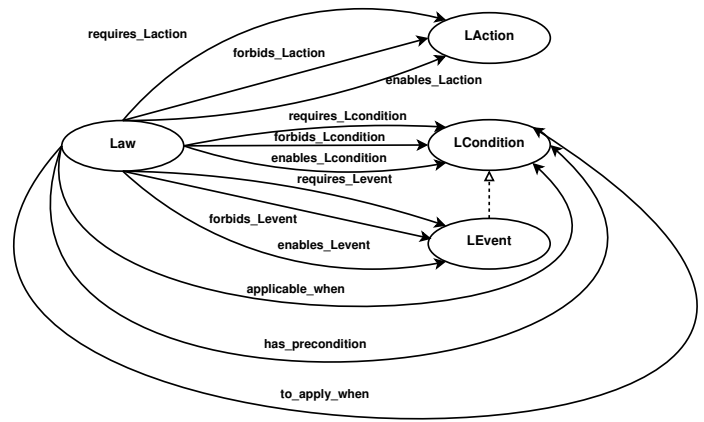 requires_Laction
LAction
forbids_Laction
enables_Laction
requires_Lcondition
forbids_Lcondition
Law
LCondition
enables_Lcondition
requires_Levent
forbids_Levent
LEvent
enables_Levent
applicable_when
has_precondition
to_apply_when